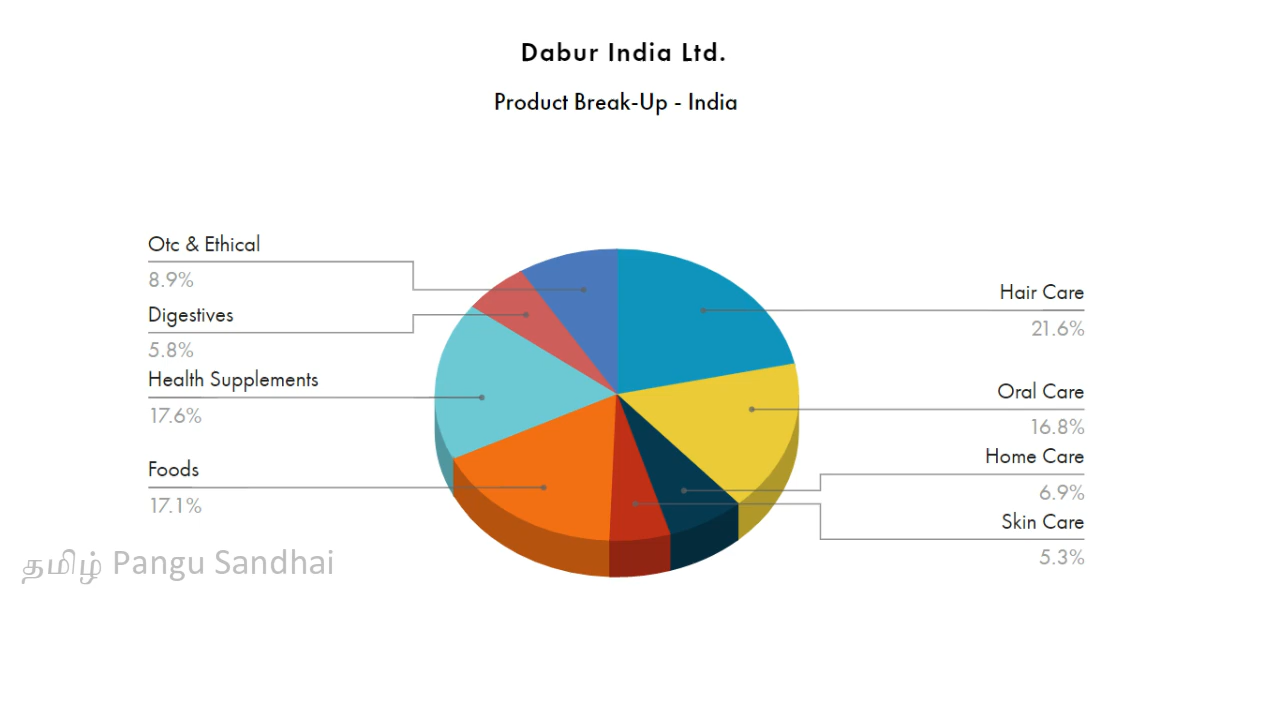 Dabur India Ltd.
Product Break-Up - India
Otc & Ethical
8.9%
Digestives
5.8%
Health Supplements
17.6%
Foods
17.1%
Hair Care
21.6%
Oral Care
16.8%
Home Care
6.9%
Skin Care
5.3%
தமிழ் Pangu Sandhai